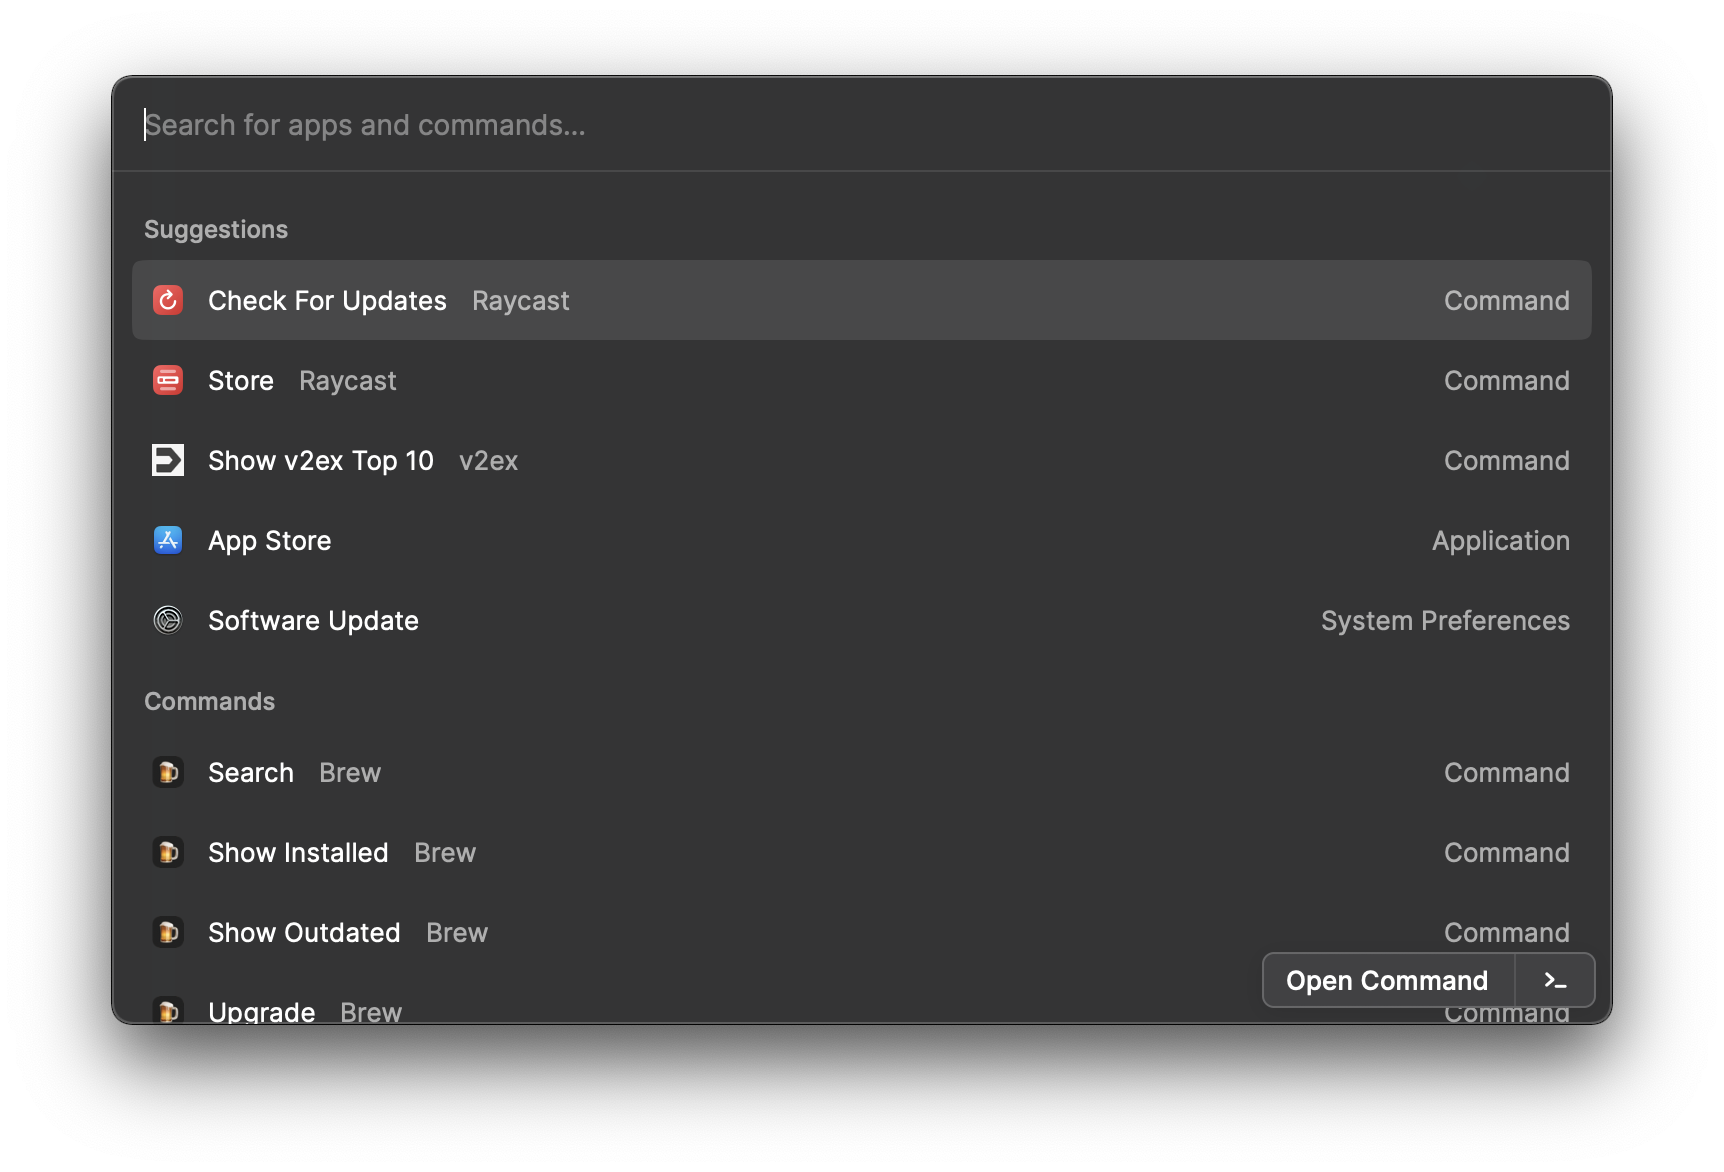 Search for apps and commands...
Suggestions
Check For Updates Raycast Command
Store Raycast Command
Show v2ex Top 10 v2ex Command
App Store Application
Software Update System Preferences
Commands
Search Brew Command
Show Installed Brew Command
Show Outdated Brew Command
Open Command >_
Upgrade Brew Command